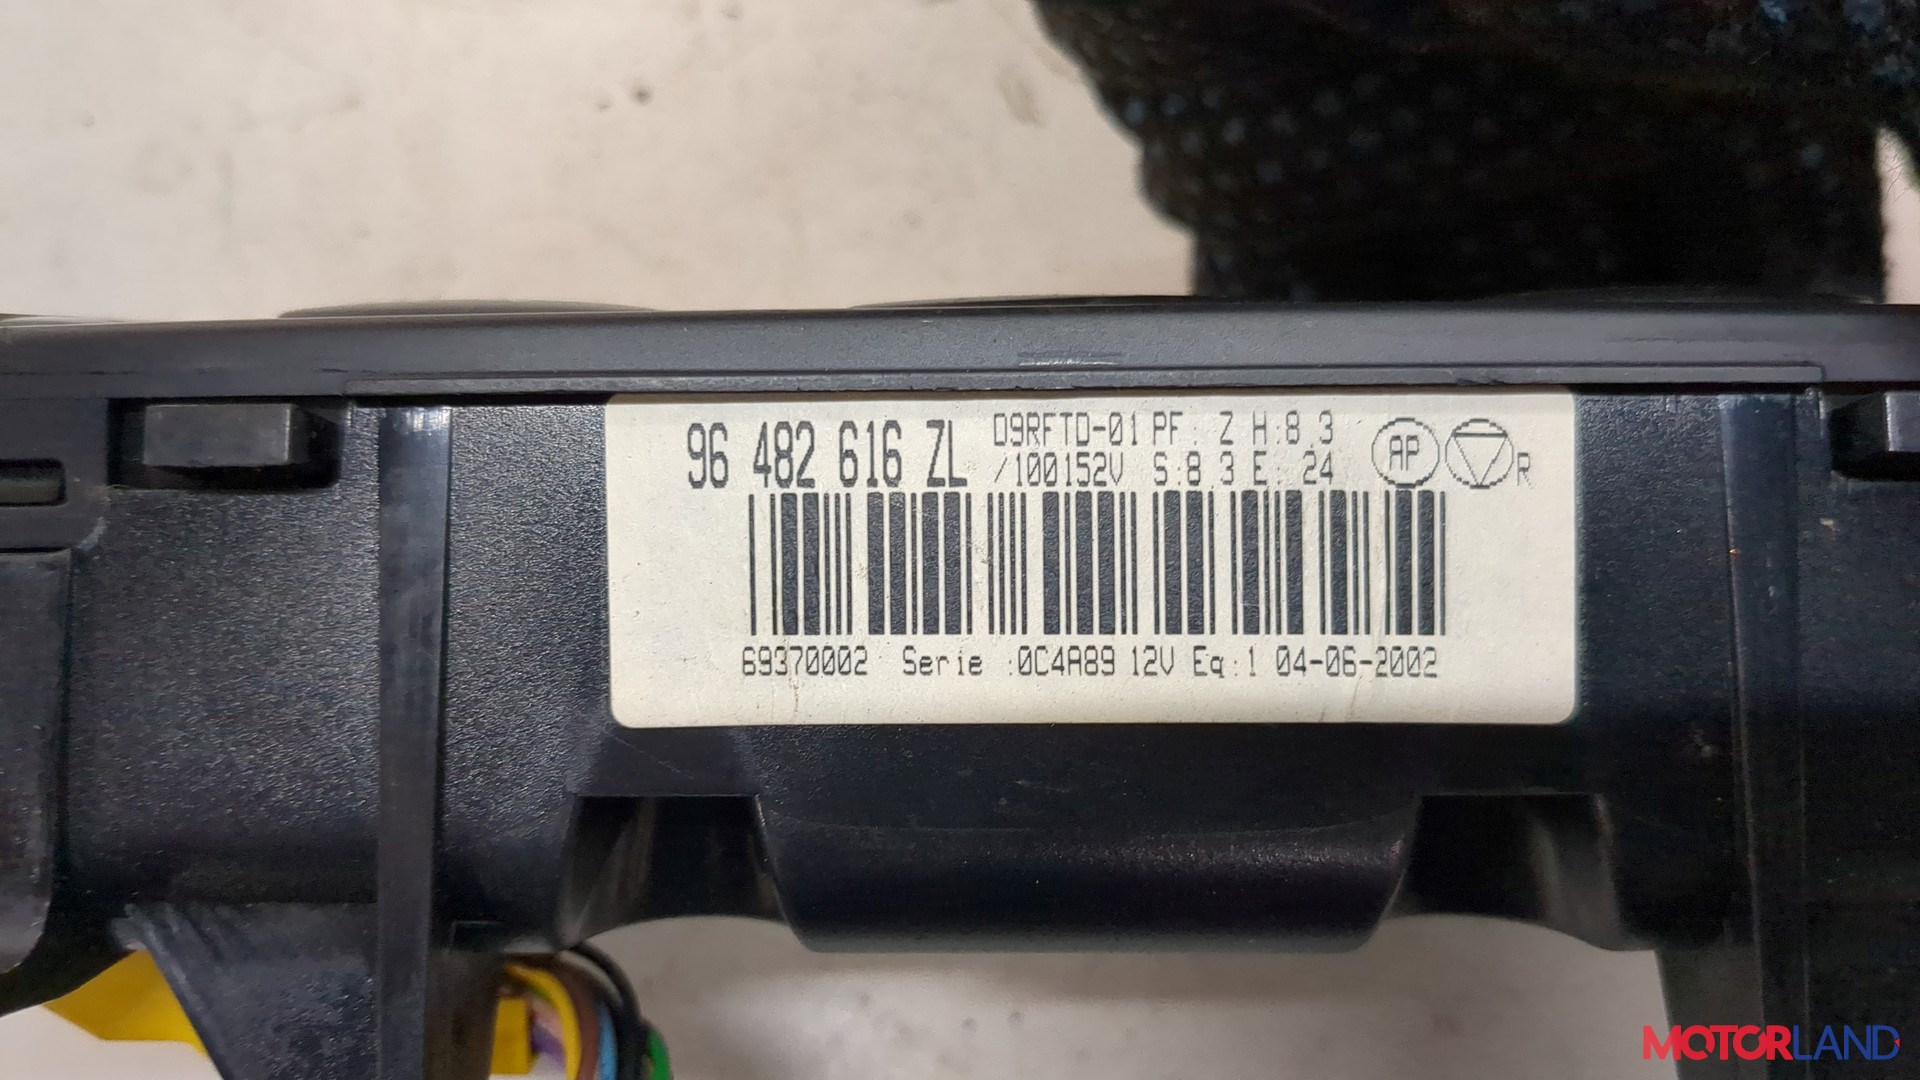 96 482 616 ZL
D9RFTD-01 PF: Z H:8.3
/100152V S:8.3 E: 24
AP R
69370002 Serie :0C4A89 12V Eq:1 04-06-2002
MOTORLAND